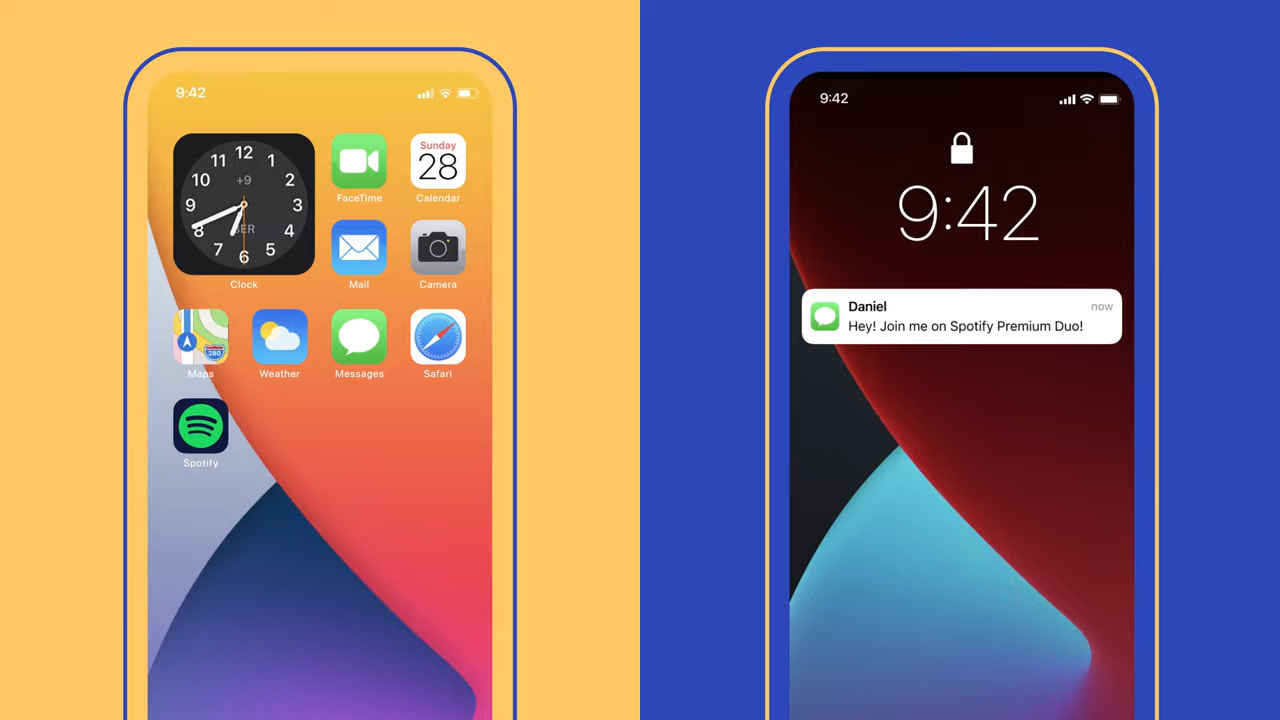 9:42
12
11
1
10
+9
2
9
3
BER
8
4
7
5
6
Clock
FaceTime
Sunday
28
Calendar
Mail
Camera
280
Maps
Weather
Messages
Safari
Spotify
9:42
9:42
Daniel
now
Hey! Join me on Spotify Premium Duo!